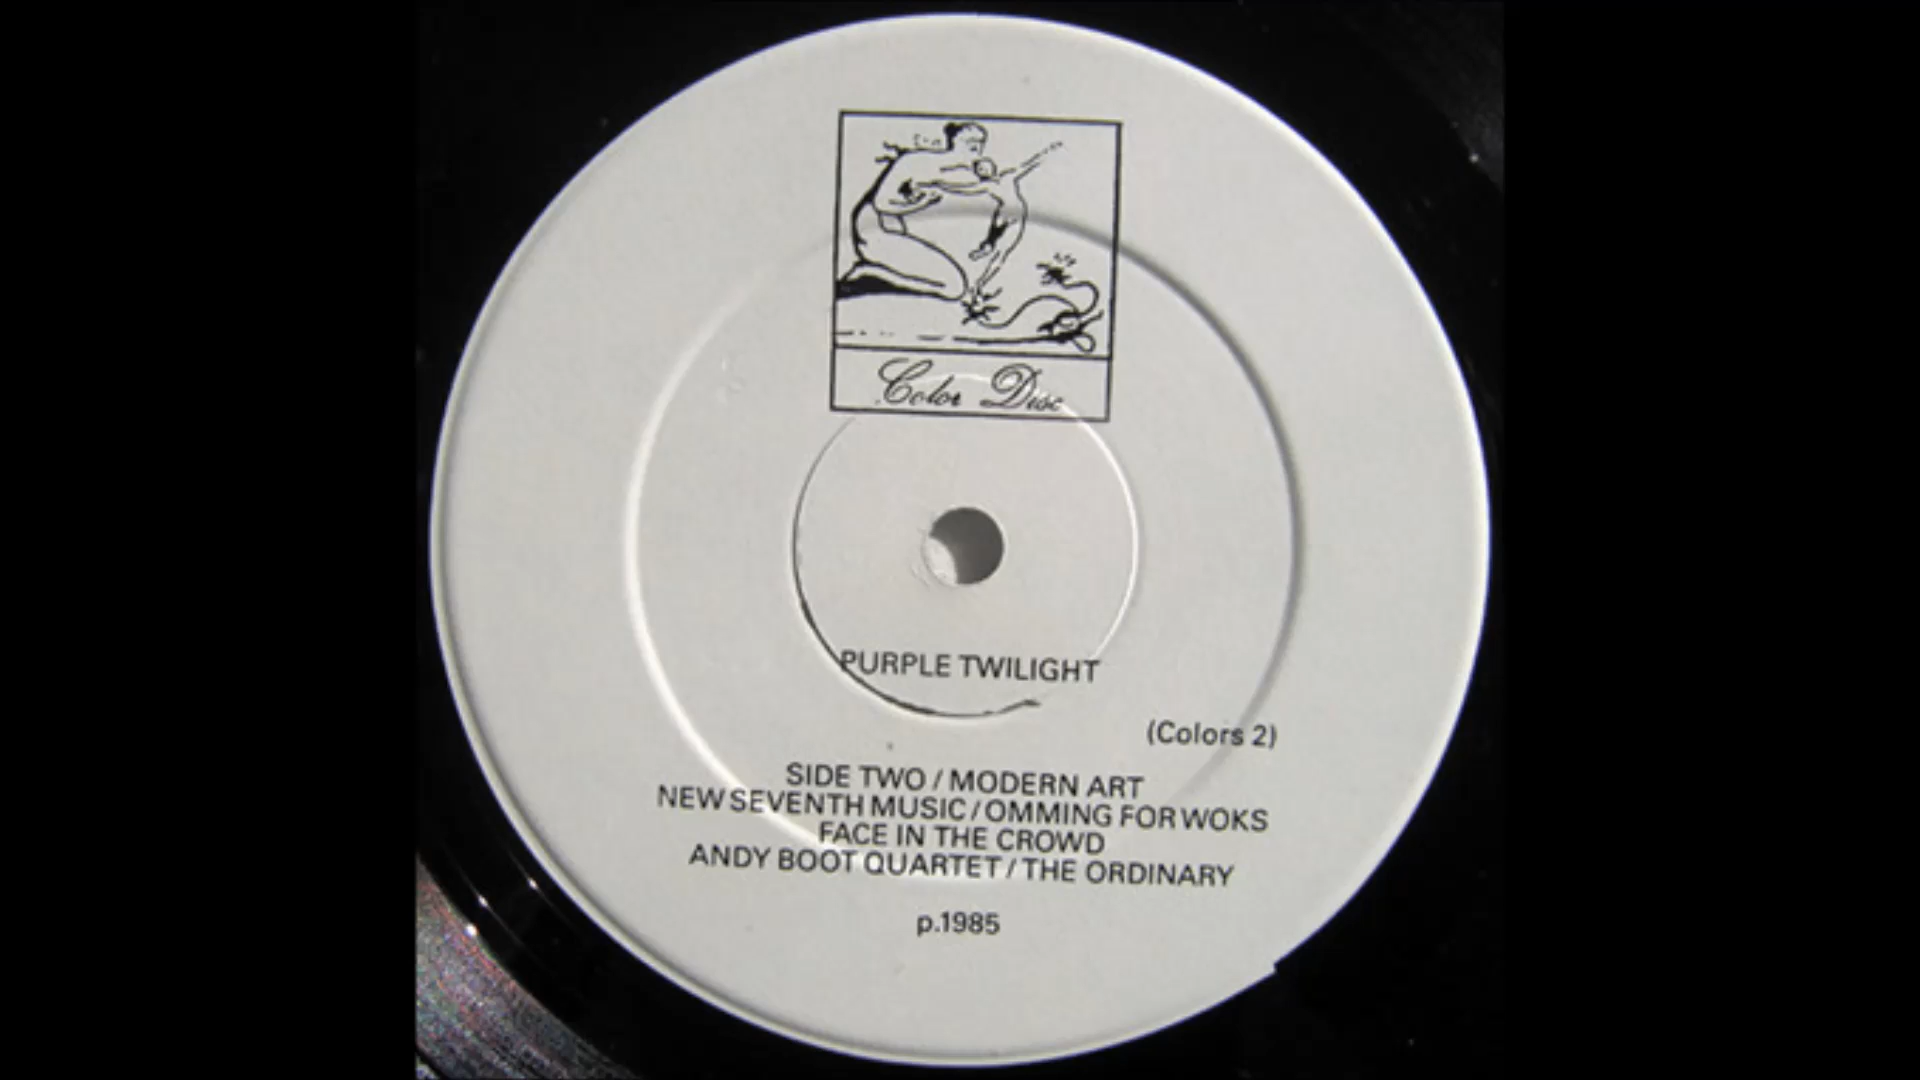 Color Disc
PURPLE TWILIGHT
(Colors 2)
SIDE TWO / MODERN ART
NEW SEVENTH MUSIC / OMMING FOR WOKS
FACE IN THE CROWD
ANDY BOOT QUARTET / THE ORDINARY
p.1985